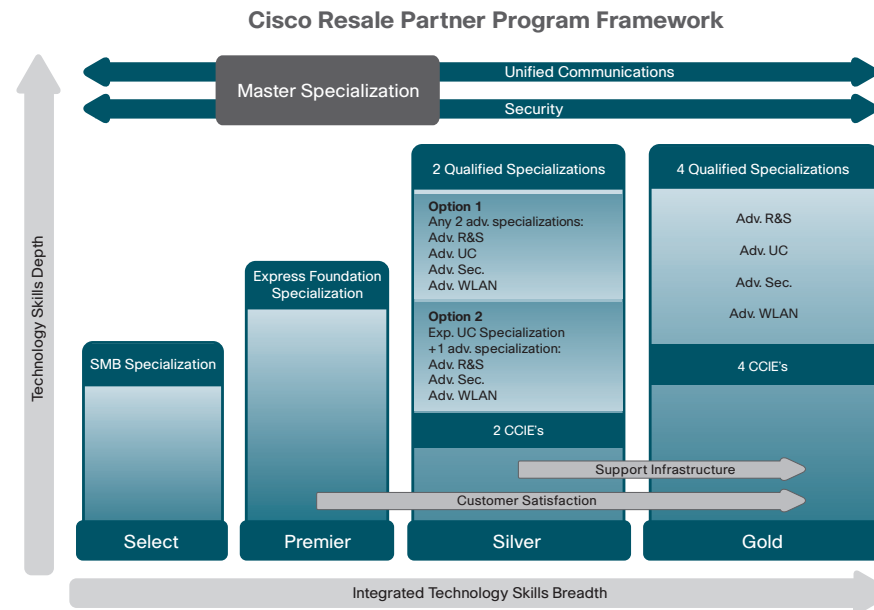 Cisco Resale Partner Program Framework
Unified Communications
Master Specialization
Security
Technology Skills Depth
SMB Specialization
Select
Express Foundation
Specialization
Premier
2 Qualified Specializations
Option 1
Any 2 adv. specializations:
Adv. R&S
Adv. UC
Adv. Sec.
Adv. WLAN
Option 2
Exp. UC Specialization
+1 adv. specialization:
Adv. R&S
Adv. Sec.
Adv. WLAN
2 CCIE's
Silver
4 Qualified Specializations
Adv. R&S
Adv. UC
Adv. Sec.
Adv. WLAN
4 CCIE's
Gold
Support Infrastructure
Customer Satisfaction
Integrated Technology Skills Breadth